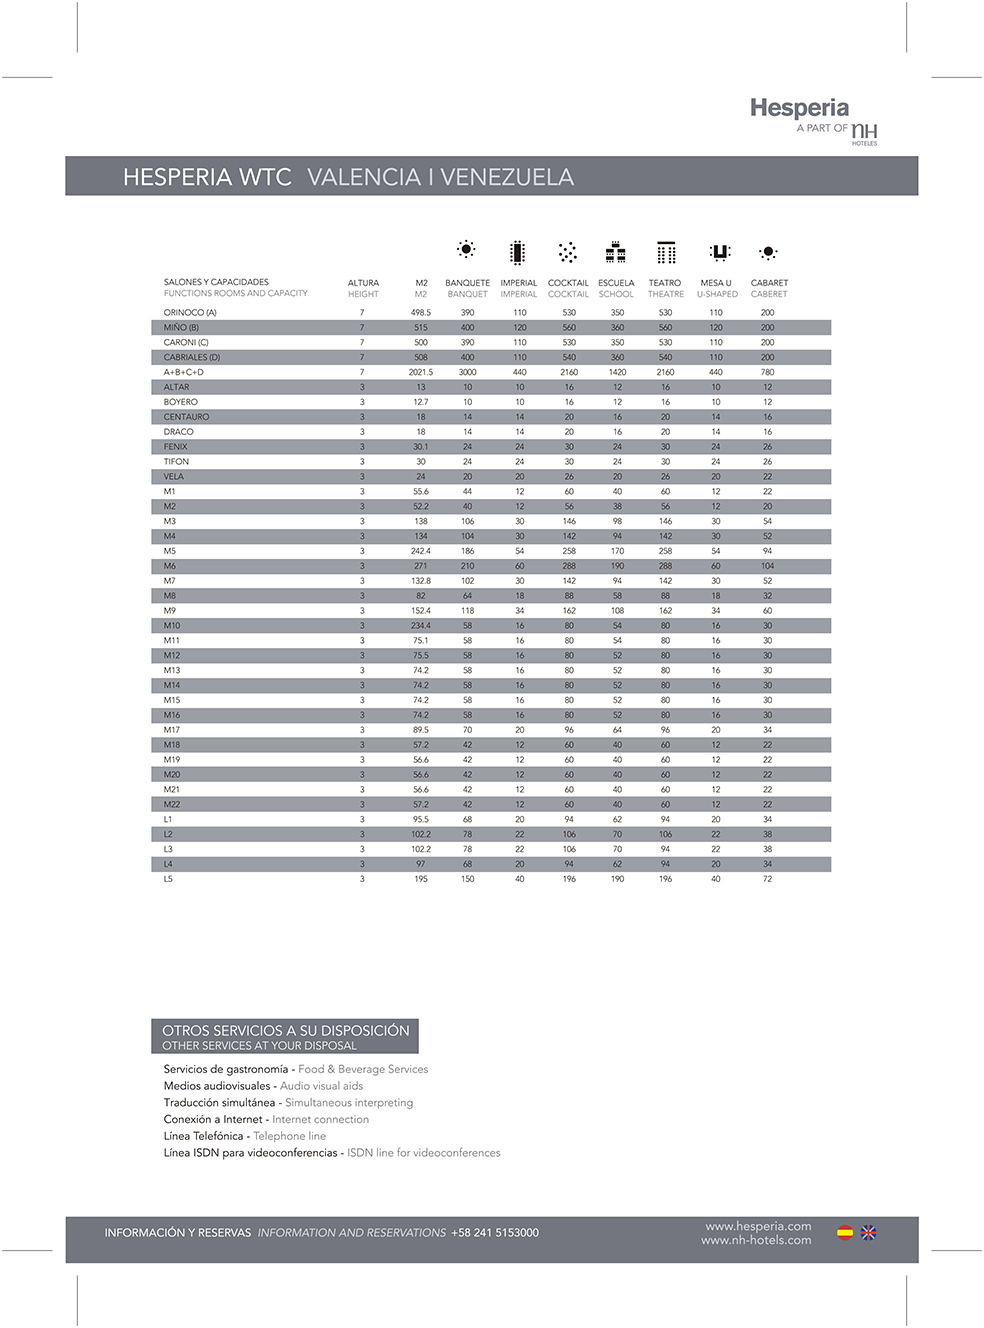 Hesperia
A PART OF nH
HOTELES
HESPERIA WTC VALENCIA I VENEZUELA
SALONES Y CAPACIDADES ALTURA M2 BANQUETE IMPERIAL COCKTAIL ESCUELA TEATRO MESA U CABARET
FUNCTIONS ROOMS AND CAPACITY HEIGHT M2 BANQUET IMPERIAL COCKTAIL SCHOOL THEATRE U-SHAPED CABERET
ORINOCO (A) 7 498.5 390 110 530 350 530 110 200
MIÑO (B) 7 515 400 120 560 360 560 120 200
CARONI (C) 7 500 390 110 530 350 530 110 200
CABRIALES (D) 7 508 400 110 540 360 540 110 200
A+B+C+D 7 2021.5 3000 440 2160 1420 2160 440 780
ALTAR 3 13 10 10 16 12 16 10 12
BOYERO 3 12.7 10 10 16 12 16 10 12
CENTAURO 3 18 14 14 20 16 20 14 16
DRACO 3 18 14 14 20 16 20 14 16
FENIX 3 30.1 24 24 30 24 30 24 26
TIFON 3 30 24 24 30 24 30 24 26
VELA 3 24 20 20 26 20 26 20 22
M1 3 55.6 44 12 60 40 60 12 22
M2 3 52.2 40 12 56 38 56 12 20
M3 3 138 106 30 146 98 146 30 54
M4 3 134 104 30 142 94 142 30 52
M5 3 242.4 186 54 258 170 258 54 94
M6 3 271 210 60 288 190 288 60 104
M7 3 132.8 102 30 142 94 142 30 52
M8 3 82 64 18 88 58 88 18 32
M9 3 152.4 118 34 162 108 162 34 60
M10 3 234.4 58 16 80 54 80 16 30
M11 3 75.1 58 16 80 54 80 16 30
M12 3 75.5 58 16 80 52 80 16 30
M13 3 74.2 58 16 80 52 80 16 30
M14 3 74.2 58 16 80 52 80 16 30
M15 3 74.2 58 16 80 52 80 16 30
M16 3 74.2 58 16 80 52 80 16 30
M17 3 89.5 70 20 96 64 96 20 34
M18 3 57.2 42 12 60 40 60 12 22
M19 3 56.6 42 12 60 40 60 12 22
M20 3 56.6 42 12 60 40 60 12 22
M21 3 56.6 42 12 60 40 60 12 22
M22 3 57.2 42 12 60 40 60 12 22
L1 3 95.5 68 20 94 62 94 20 34
L2 3 102.2 78 22 106 70 106 22 38
L3 3 102.2 78 22 106 70 94 22 38
L4 3 97 68 20 94 62 94 20 34
L5 3 195 150 40 196 190 196 40 72
OTROS SERVICIOS A SU DISPOSICIÓN
OTHER SERVICES AT YOUR DISPOSAL
Servicios de gastronomía - Food & Beverage Services
Medios audiovisuales - Audio visual aids
Traducción simultánea - Simultaneous interpreting
Conexión a Internet - Internet connection
Línea Telefónica - Telephone line
Línea ISDN para videoconferencias - ISDN line for videoconferences
INFORMACIÓN Y RESERVAS INFORMATION AND RESERVATIONS +58 241 5153000
www.hesperia.com
www.nh-hotels.com